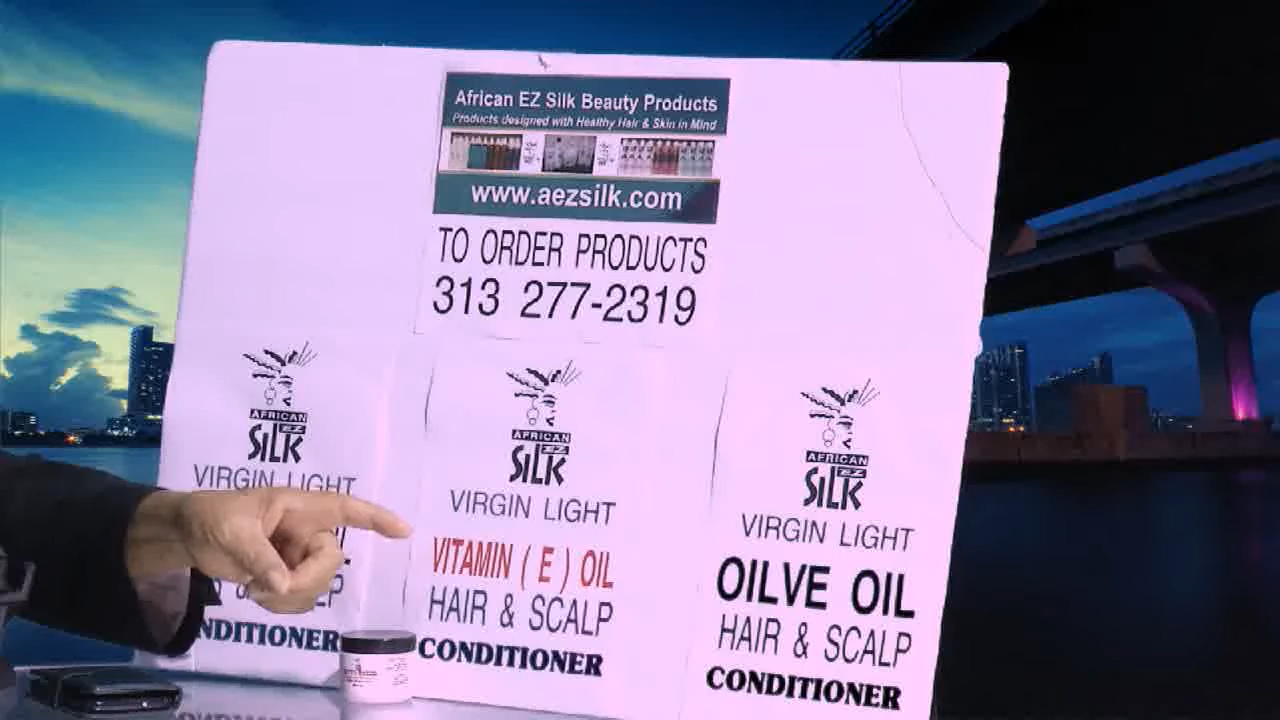 African EZ Silk Beauty Products
Products designed with Healthy Hair & Skin in Mind
www.aezsilk.com
TO ORDER PRODUCTS
313 277-2319
AFRICAN
EZ
SILK
VIRGIN LIGHT
NDITIONER
AFRICAN
EZ
SILK
VIRGIN LIGHT
VITAMIN ( E ) OIL
HAIR & SCALP
CONDITIONER
AFRICAN
EZ
SILK
VIRGIN LIGHT
OILVE OIL
HAIR & SCALP
CONDITIONER